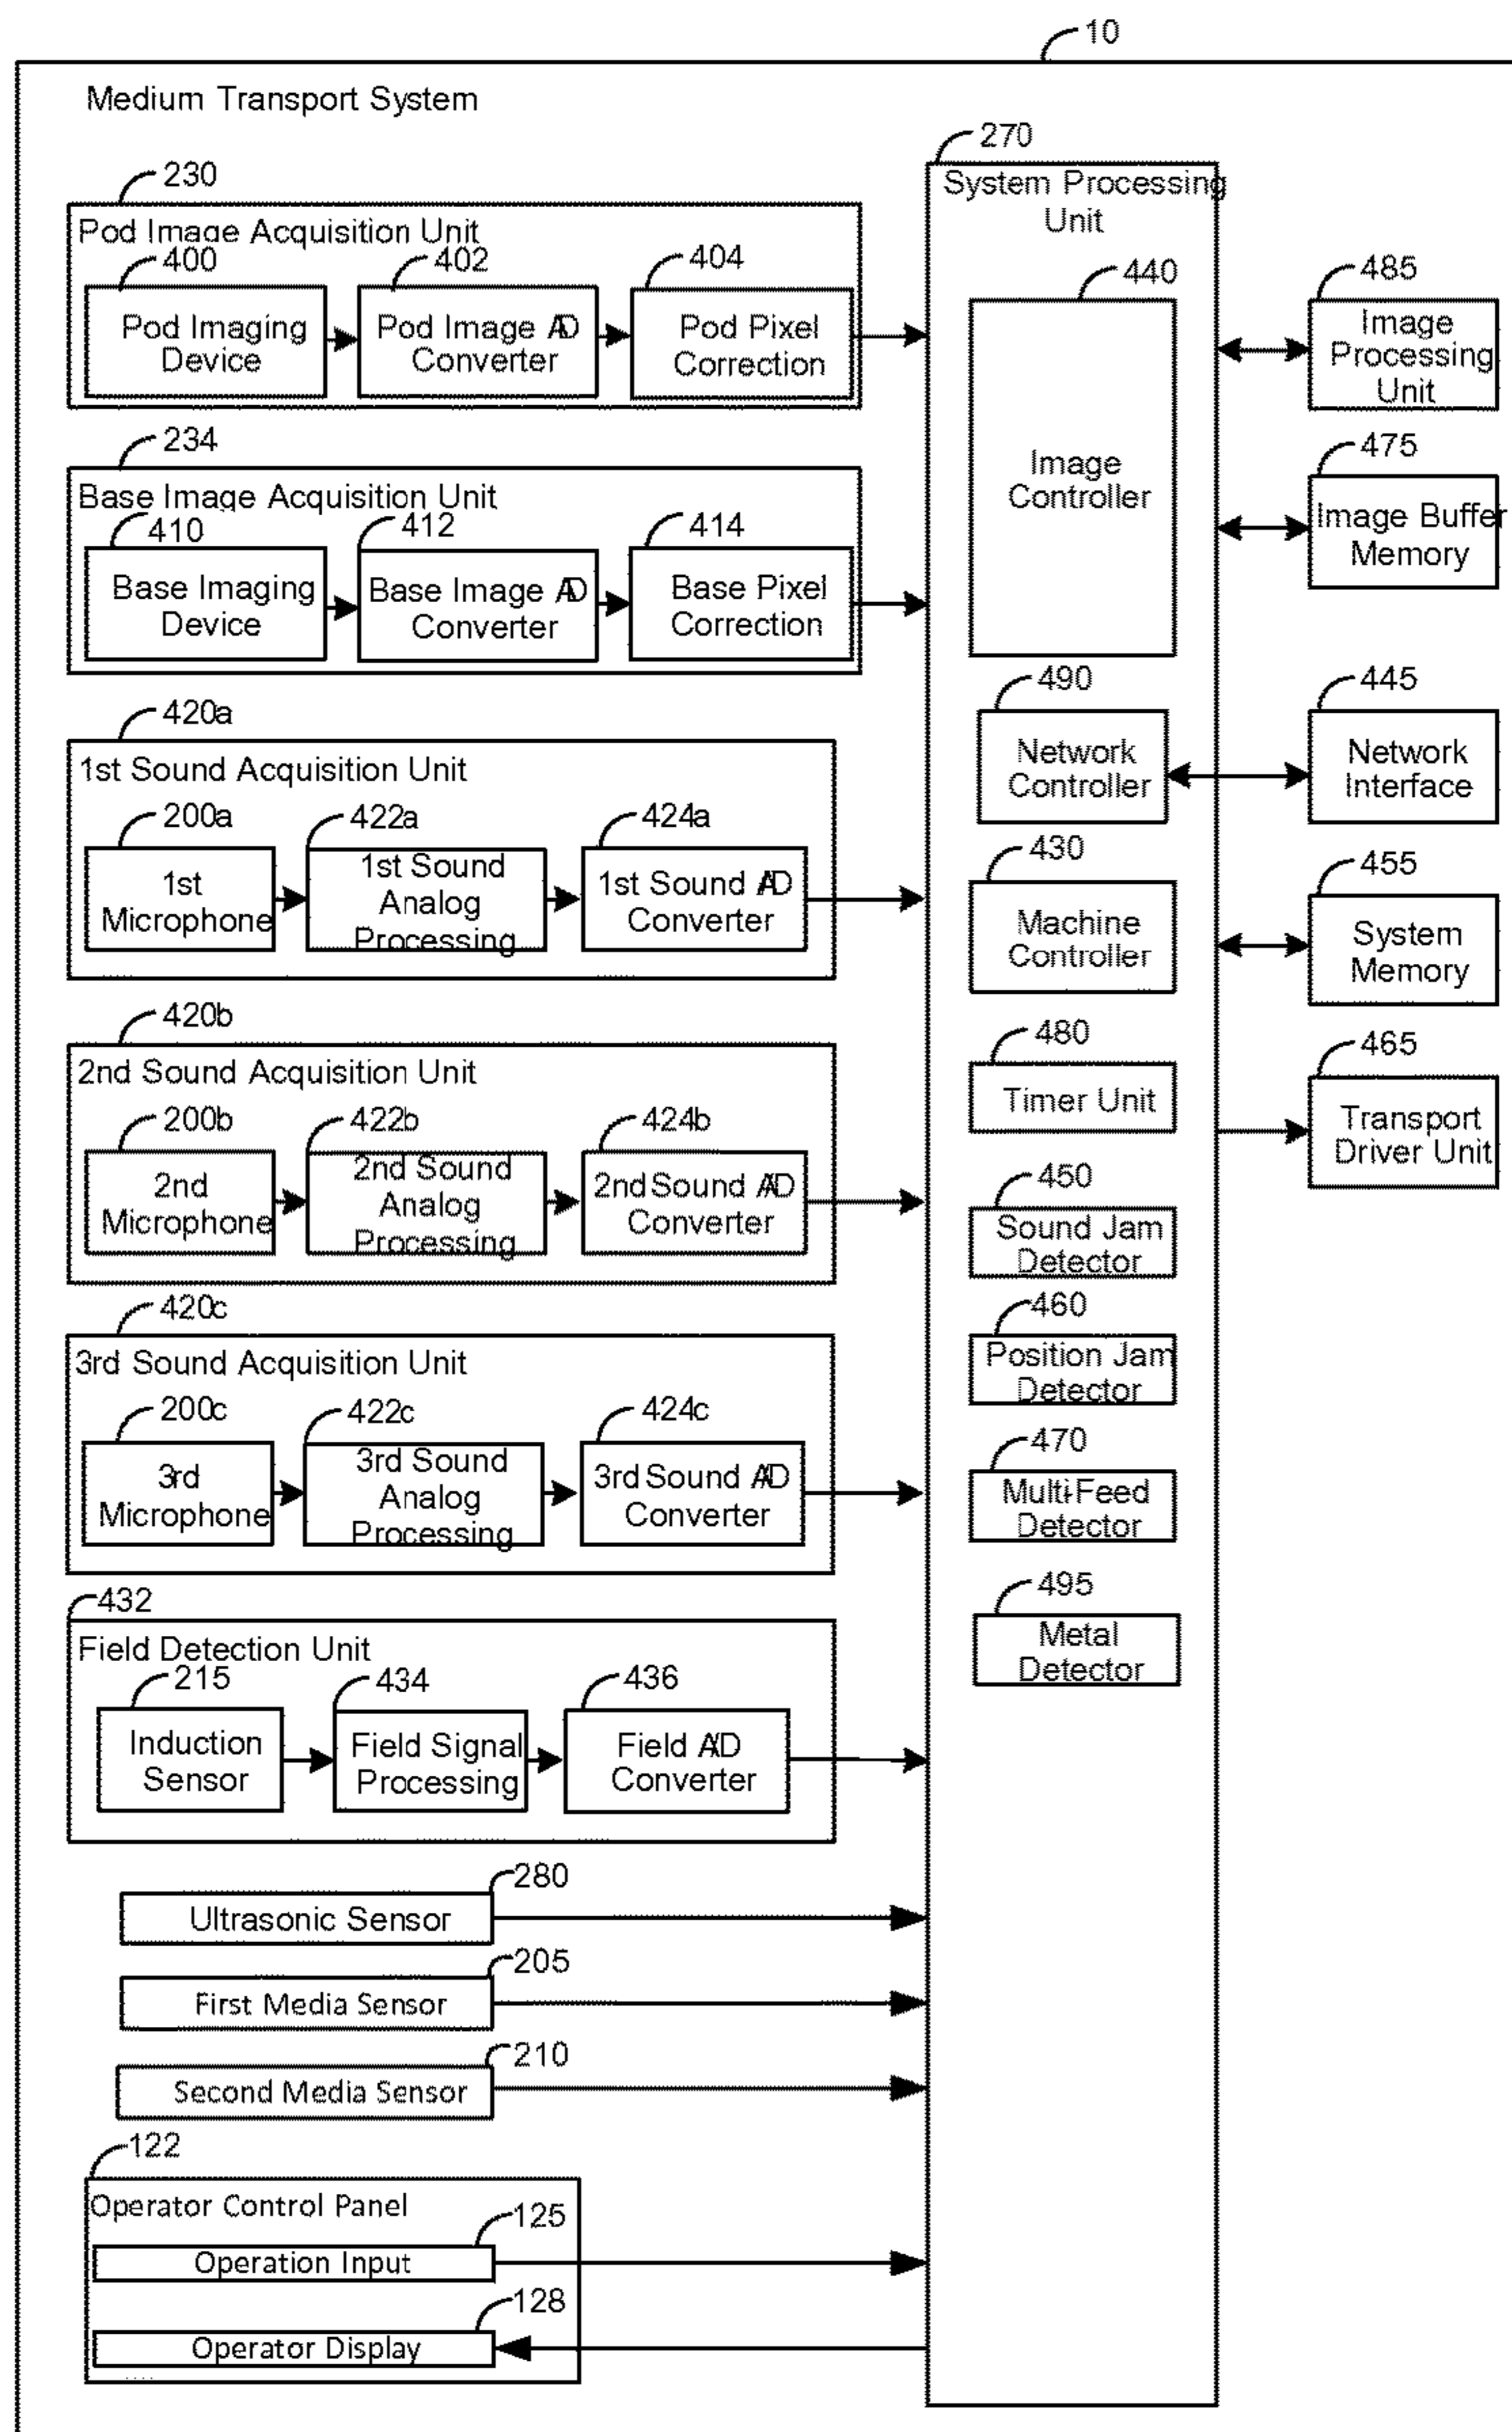 10
Medium Transport System
230
Pod Image Acquisition Unit
400
402
404
Pod Imaging
Device
Pod Image A/D
Converter
Pod Pixel
Correction
234
Base Image Acquisition Unit
410
412
414
Base Imaging
Device
Base Image A/D
Converter
Base Pixel
Correction
420a
1st Sound Acquisition Unit
200a
422a
424a
1st
Microphone
1st Sound
Analog
Processing
1st Sound A/D
Converter
420b
2nd Sound Acquisition Unit
200b
422b
424b
2nd
Microphone
2nd Sound
Analog
Processing
2nd Sound A/D
Converter
420c
3rd Sound Acquisition Unit
200c
422c
424c
3rd
Microphone
3rd Sound
Analog
Processing
3rd Sound A/D
Converter
432
Field Detection Unit
215
434
436
Induction
Sensor
Field Signal
Processing
Field A/D
Converter
280
Ultrasonic Sensor
205
First Media Sensor
210
Second Media Sensor
122
Operator Control Panel
125
Operation Input
128
Operator Display
270
System Processing
Unit
440
Image
Controller
490
Network
Controller
430
Machine
Controller
480
Timer Unit
450
Sound Jam
Detector
460
Position Jam
Detector
470
Multi-Feed
Detector
495
Metal
Detector
485
Image
Processing
Unit
475
Image Buffer
Memory
445
Network
Interface
455
System
Memory
465
Transport
Driver Unit